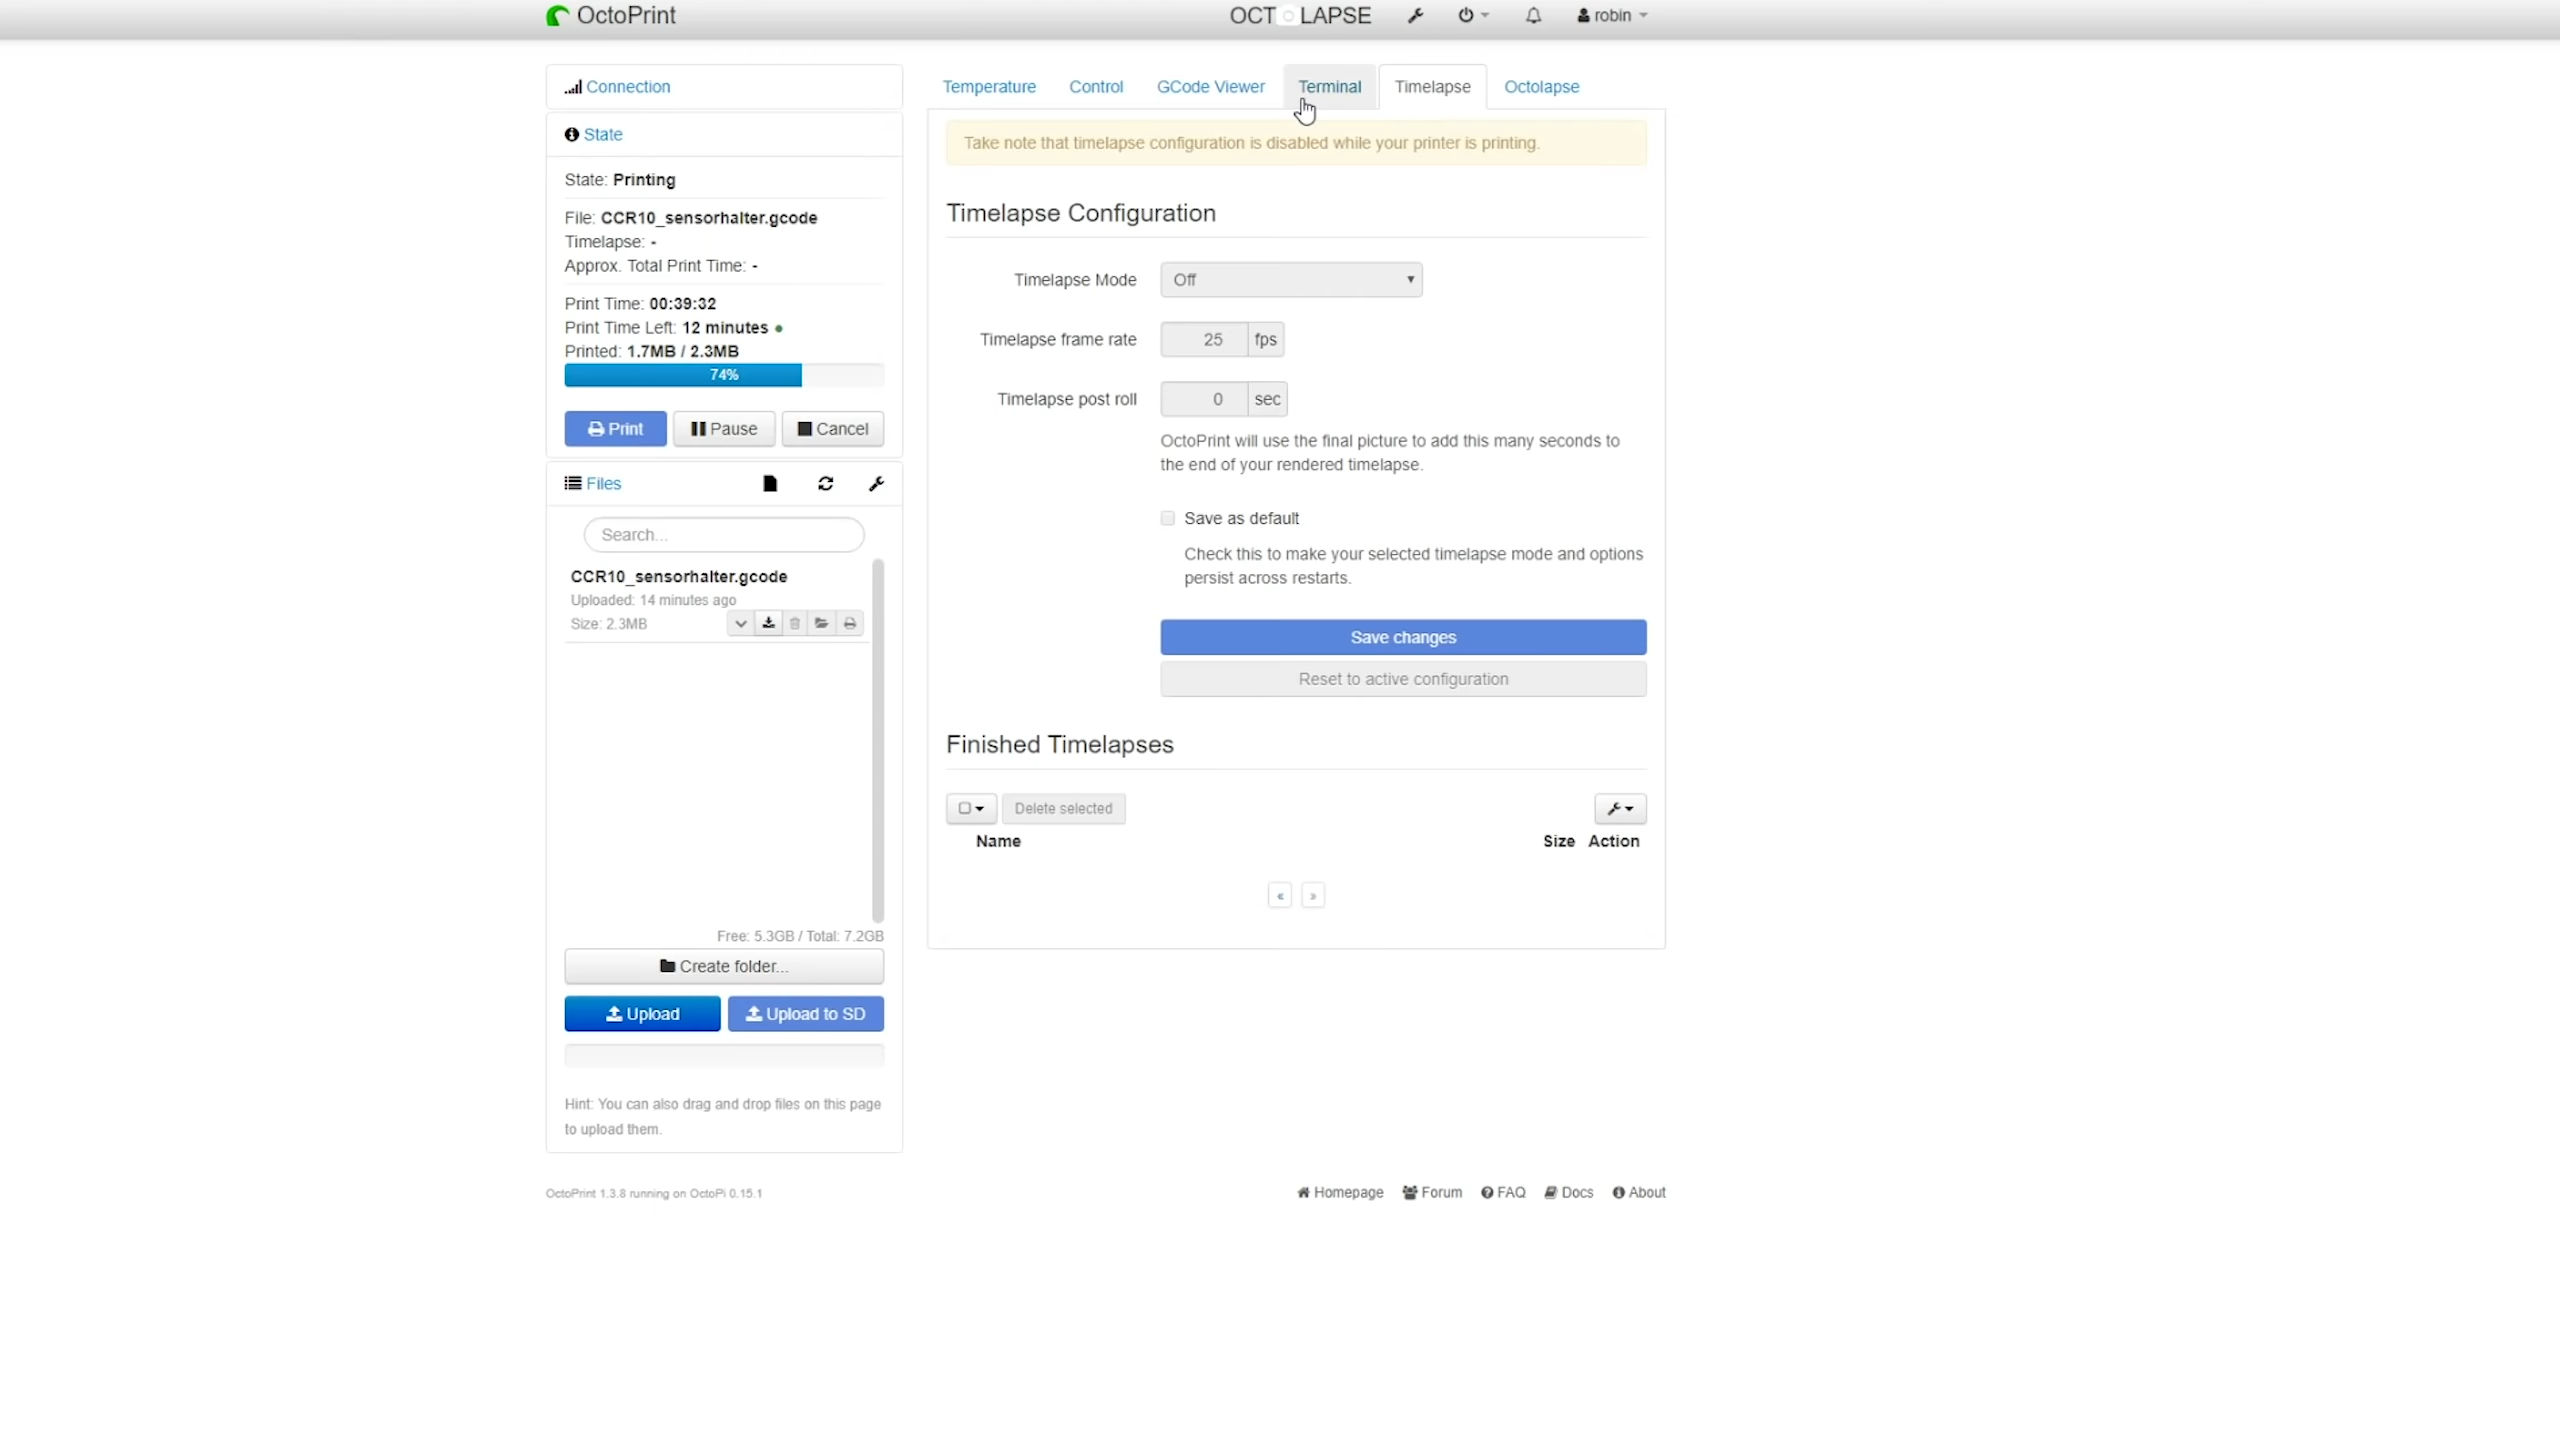 OctoPrint
OCTOLAPSE
robin
Connection
State
State: Printing
File: CCR10_sensorhalter.gcode
Timelapse: -
Approx. Total Print Time: -
Print Time: 00:39:32
Print Time Left: 12 minutes
Printed: 1.7MB / 2.3MB
74%
Print
Pause
Cancel
Files
Search...
CCR10_sensorhalter.gcode
Uploaded: 14 minutes ago
Size: 2.3MB
Free: 5.3GB / Total: 7.2GB
Create folder...
Upload
Upload to SD
Hint: You can also drag and drop files on this page
to upload them.
Temperature
Control
GCode Viewer
Terminal
Timelapse
Octolapse
Take note that timelapse configuration is disabled while your printer is printing.
Timelapse Configuration
Timelapse Mode
Off
Timelapse frame rate
25 fps
Timelapse post roll
0 sec
OctoPrint will use the final picture to add this many seconds to
the end of your rendered timelapse.
Save as default
Check this to make your selected timelapse mode and options
persist across restarts.
Save changes
Reset to active configuration
Finished Timelapses
Delete selected
Name
Size
Action
«
»
OctoPrint 1.3.8 running on OctoPi 0.15.1
Homepage
Forum
FAQ
Docs
About